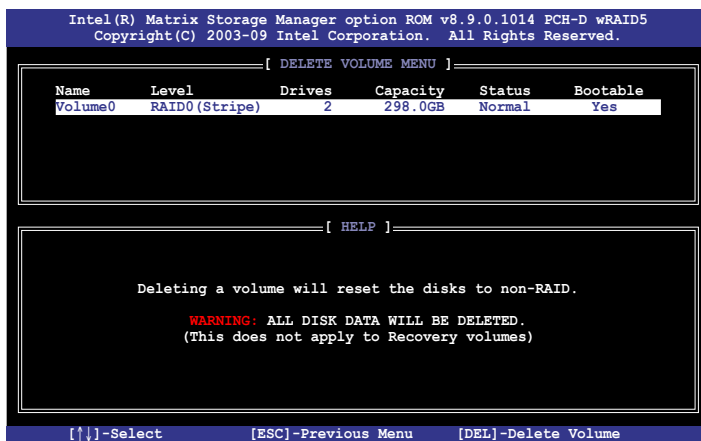 Intel(R) Matrix Storage Manager option ROM v8.9.0.1014 PCH-D wRAID5
Copyright(C) 2003-09 Intel Corporation. All Rights Reserved.
[ DELETE VOLUME MENU ]
Name Level Drives Capacity Status Bootable
Volume0 RAID0(Stripe) 2 298.0GB Normal Yes
[ HELP ]
Deleting a volume will reset the disks to non-RAID.
WARNING: ALL DISK DATA WILL BE DELETED.
(This does not apply to Recovery volumes)
[↑↓]-Select [ESC]-Previous Menu [DEL]-Delete Volume